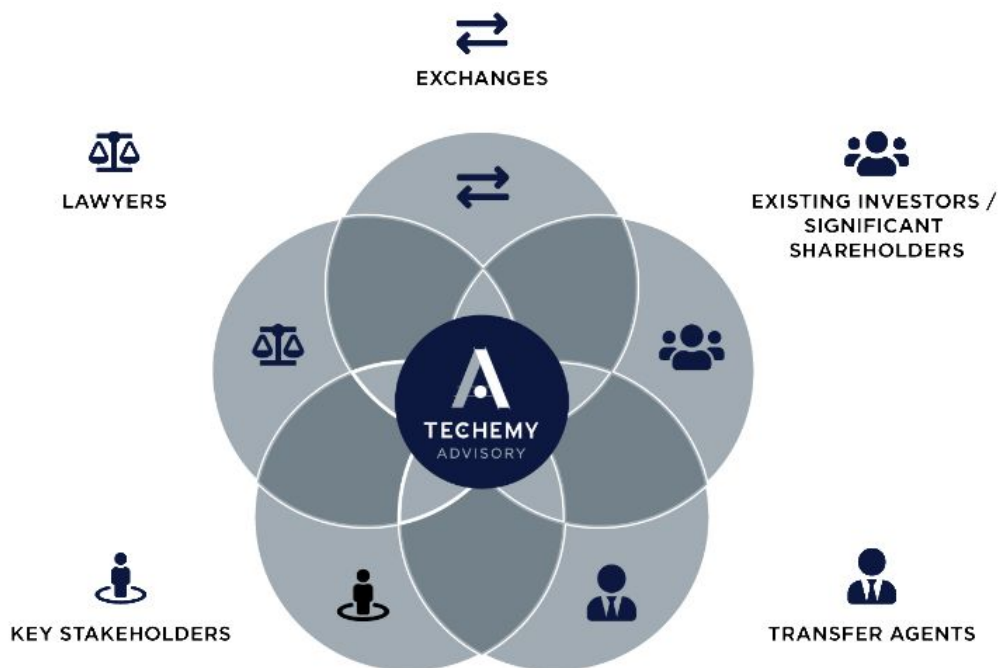 EXCHANGES
LAWYERS
EXISTING INVESTORS /
SIGNIFICANT
SHAREHOLDERS
TECHEMY
ADVISORY
KEY STAKEHOLDERS
TRANSFER AGENTS